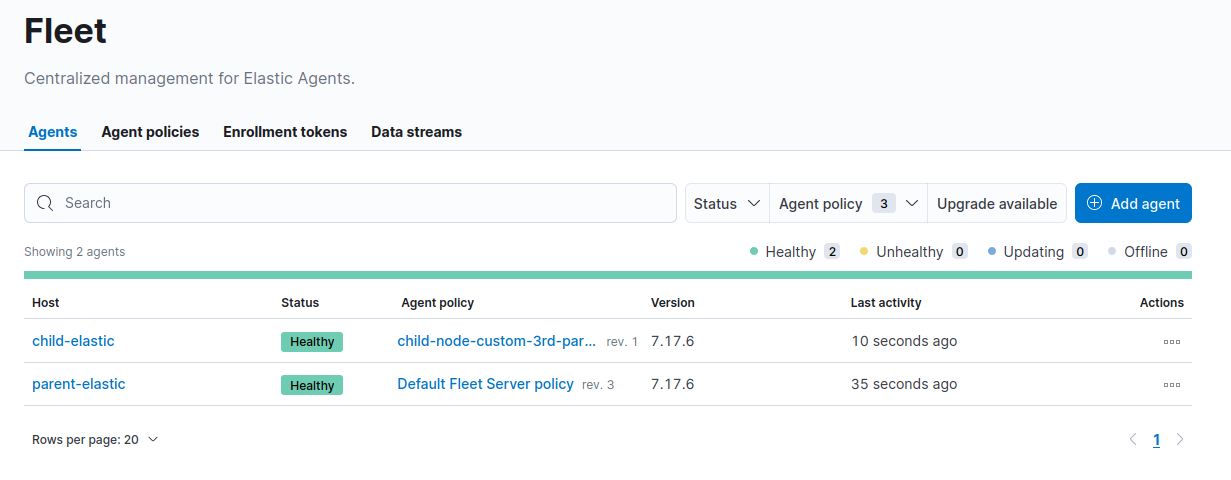 Fleet
Centralized management for Elastic Agents.
Agents Agent policies Enrollment tokens Data streams
Search Status Agent policy 3 Upgrade available Add agent
Showing 2 agents Healthy 2 Unhealthy 0 Updating 0 Offline 0
Host Status Agent policy Version Last activity Actions
child-elastic Healthy child-node-custom-3rd-par... rev. 1 7.17.6 10 seconds ago
parent-elastic Healthy Default Fleet Server policy rev. 3 7.17.6 35 seconds ago
Rows per page: 20 1